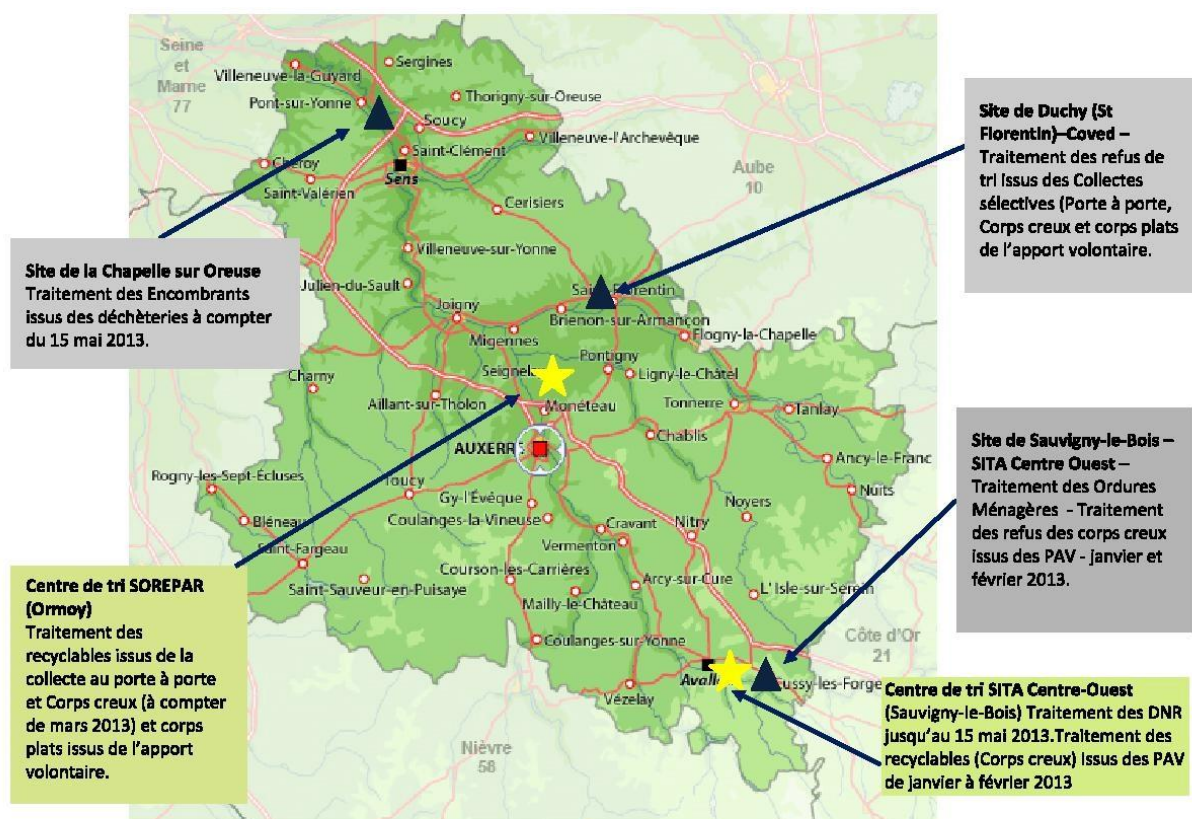 Seine
et
Marne
77
Sergines
Villeneuve-la-Guyard
Pont-sur-Yonne
Thorigny-sur-Oreuse
Soucy
Villeneuve-l'Archevêque
Saint-Clément
Chéroy
Sens
Saint-Valérien
Aube
10
Cerisiers
Villeneuve-sur-Yonne
Julien-du-Sault
Saint-Florentin
Joigny
Brienon-sur-Armançon
Migennes
Flogny-la-Chapelle
Pontigny
Seignelay
Ligny-le-Châtel
Charny
Aillant-sur-Tholon
Monéteau
Tonnerre
Tanlay
Chablis
AUXERRE
Ancy-le-Franc
Rogny-les-Sept-Écluses
Toucy
Nuits
Gy-l'Évêque
Noyers
Bléneau
Coulanges-la-Vineuse
Cravant
Nitry
Vermenton
Saint-Fargeau
Courson-les-Carrières
Arcy-sur-Cure
L'Isle-sur-Serein
Saint-Sauveur-en-Puisaye
Mailly-le-Château
Côte d'Or
21
Coulanges-sur-Yonne
Avallon
Cussy-les-Forges
Vézelay
Nièvre
58
Site de la Chapelle sur Oreuse
Traitement des Encombrants
issus des déchèteries à compter
du 15 mai 2013.
Centre de tri SOREPAR
(Ormoy)
Traitement des
recyclables issus de la
collecte au porte à porte
et Corps creux (à compter
de mars 2013) et corps
plats issus de l'apport
volontaire.
Site de Duchy (St
Florentin)–Coved –
Traitement des refus de
tri issus des Collectes
sélectives (Porte à porte,
Corps creux et corps plats
de l'apport volontaire.
Site de Sauvigny-le-Bois –
SITA Centre Ouest –
Traitement des Ordures
Ménagères - Traitement
des refus des corps creux
issus des PAV - janvier et
février 2013.
Centre de tri SITA Centre-Ouest
(Sauvigny-le-Bois) Traitement des DNR
jusqu'au 15 mai 2013.Traitement des
recyclables (Corps creux) issus des PAV
de janvier à février 2013